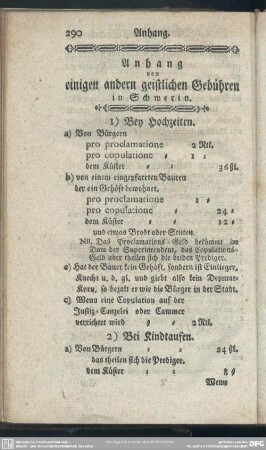 290 Anhang.
Anhang
von
einigen andern geistlichen Gebühren
in Schwerin.
1) Bey Hochzeiten.
a) Von Bürgern
pro proclamatione 2 Rtl.
pro copulatione 1
dem Küster 36 ßl.
b) von einem eingepfarrten Bauren
der ein Gehöft bewohnet,
pro proclamatione 1
pro copulatione 24
dem Küster 12
und etwas Brodt oder Stuten.
NB. Das Proclamations-Geld bekommt im
Dom der Superintendent, das Copulations-
Geld aber theilen sich die beiden Prediger.
c) Hat der Bauer kein Gehöft, sondern ist Einlieger,
Knecht u. d. gl. und giebt also kein Deputat-
Korn, so bezalt er wie die Bürger in der Stadt.
c) Wenn eine Copulation auf der
Justiz-Canzelei oder Cammer
verrichtet wird 2 Rtl.
2) Bei Kindtaufen.
a) Von Bürgern 24 ßl.
das theilen sich die Prediger.
dem Küster 8
Wenn